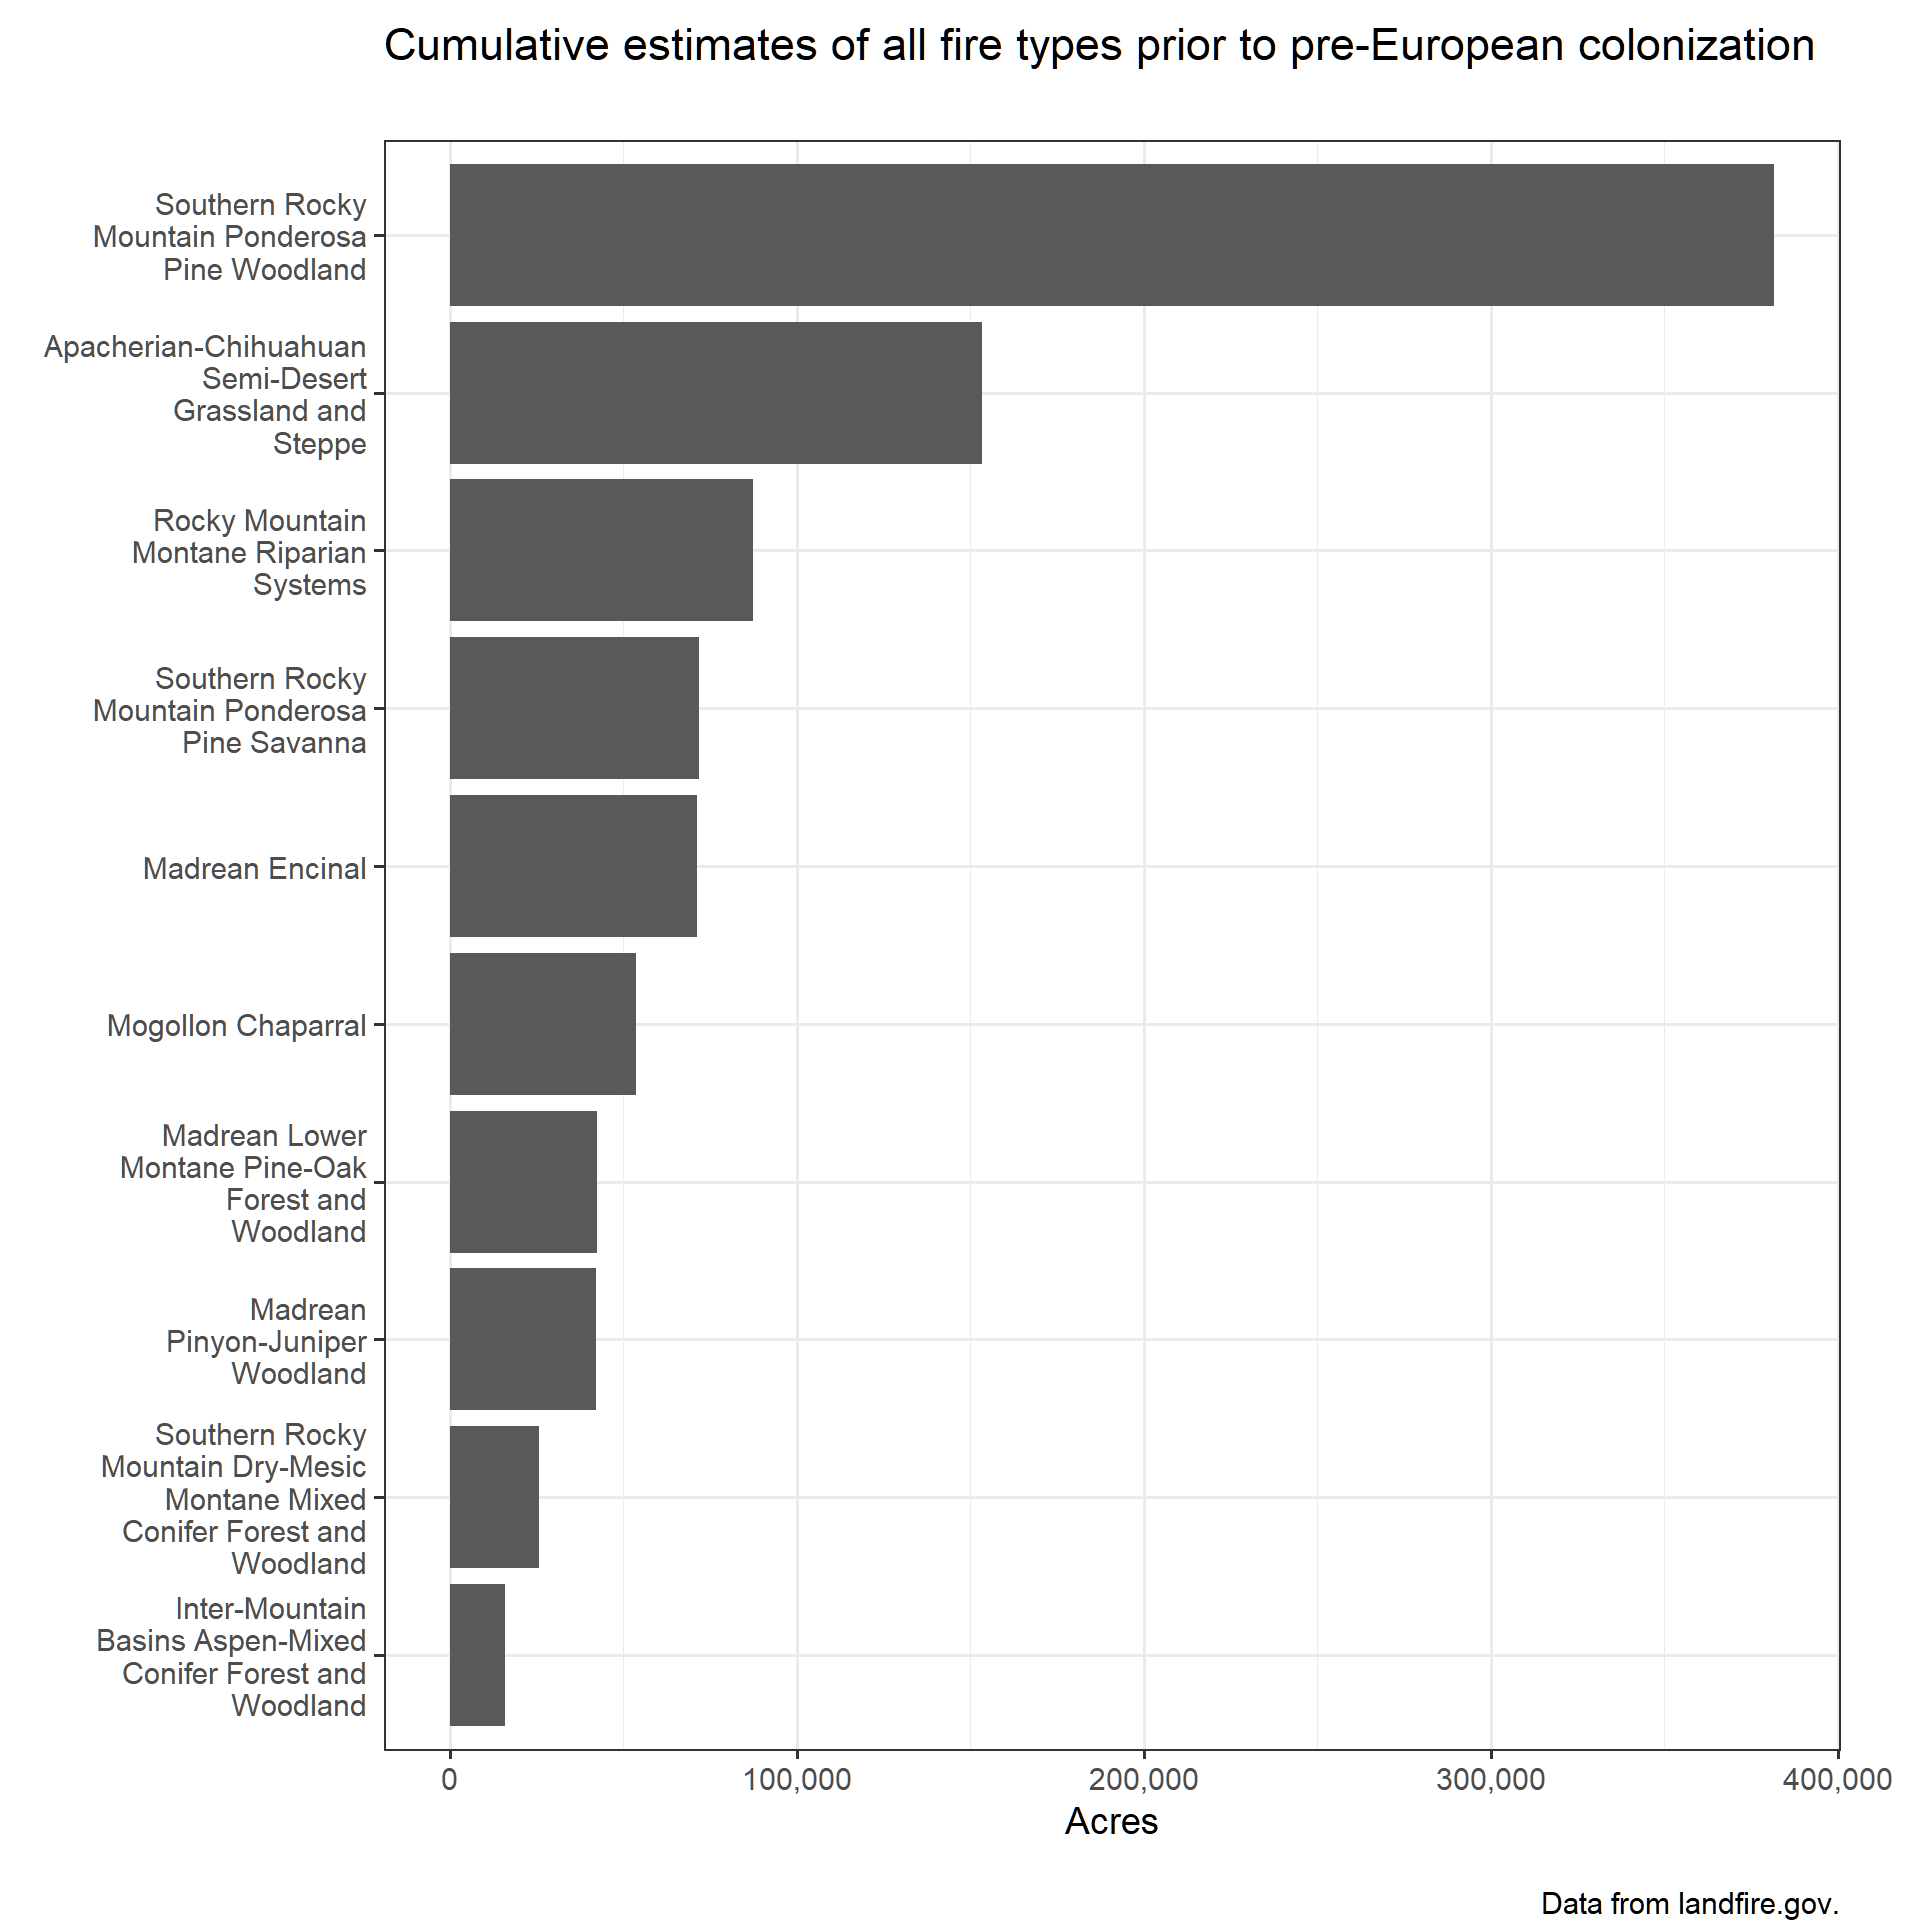 Cumulative estimates of all fire types prior to pre-European colonization
Southern Rocky
Mountain Ponderosa
Pine Woodland
Apacherian-Chihuahuan
Semi-Desert
Grassland and
Steppe
Rocky Mountain
Montane Riparian
Systems
Southern Rocky
Mountain Ponderosa
Pine Savanna
Madrean Encinal
Mogollon Chaparral
Madrean Lower
Montane Pine-Oak
Forest and
Woodland
Madrean
Pinyon-Juniper
Woodland
Southern Rocky
Mountain Dry-Mesic
Montane Mixed
Conifer Forest and
Woodland
Inter-Mountain
Basins Aspen-Mixed
Conifer Forest and
Woodland
0 100,000 200,000 300,000 400,000
Acres
Data from landfire.gov.